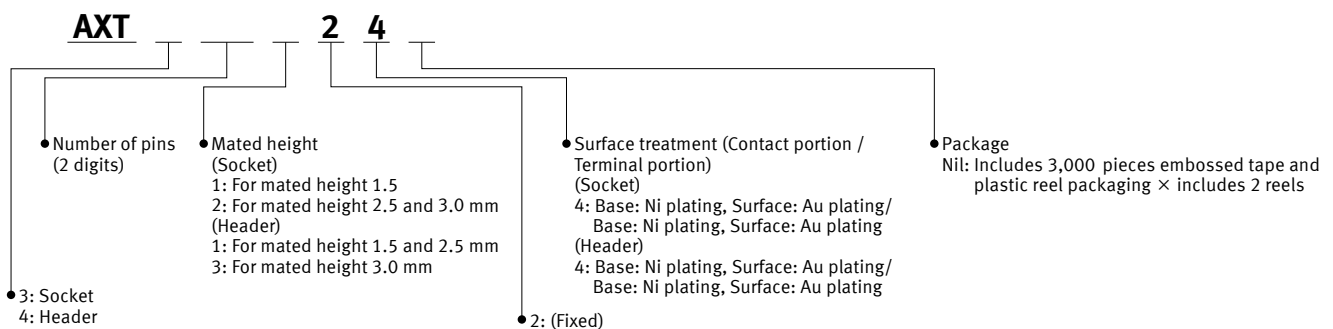 AXT 2 4
Number of pins
(2 digits)
Mated height
(Socket)
1: For mated height 1.5
2: For mated height 2.5 and 3.0 mm
(Header)
1: For mated height 1.5 and 2.5 mm
3: For mated height 3.0 mm
Surface treatment (Contact portion /
Terminal portion)
(Socket)
4: Base: Ni plating, Surface: Au plating/
Base: Ni plating, Surface: Au plating
(Header)
4: Base: Ni plating, Surface: Au plating/
Base: Ni plating, Surface: Au plating
Package
Nil: Includes 3,000 pieces embossed tape and
plastic reel packaging × includes 2 reels
3: Socket
4: Header
2: (Fixed)